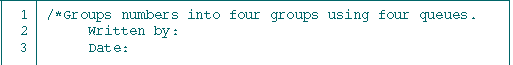 1 /*Groups numbers into four groups using four queues.
2 Written by:
3 Date: